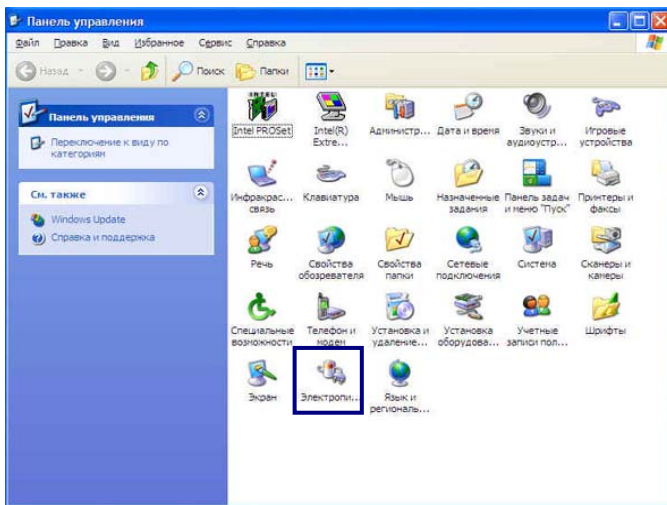 Панель управления
Файл Правка Вид Избранное Сервис Справка
Назад Поиск Папки
Панель управления
Переключение к виду по
категориям
См. также
Windows Update
Справка и поддержка
INTEL
Intel PROSet
Intel(R)
Extre...
Администр...
Дата и время
Звуки и
аудиоустр...
Игровые
устройства
Инфракрас...
связь
Клавиатура
Мышь
Назначенные
задания
Панель задач
и меню "Пуск"
Принтеры и
факсы
Речь
Свойства
обозревателя
Свойства
папки
Сетевые
подключения
Система
Сканеры и
камеры
Специальные
возможности
Телефон и
модем
Установка и
удаление...
Установка
оборудова...
Учетные
записи пол...
Шрифты
Экран
Электропи...
Язык и
региональ...